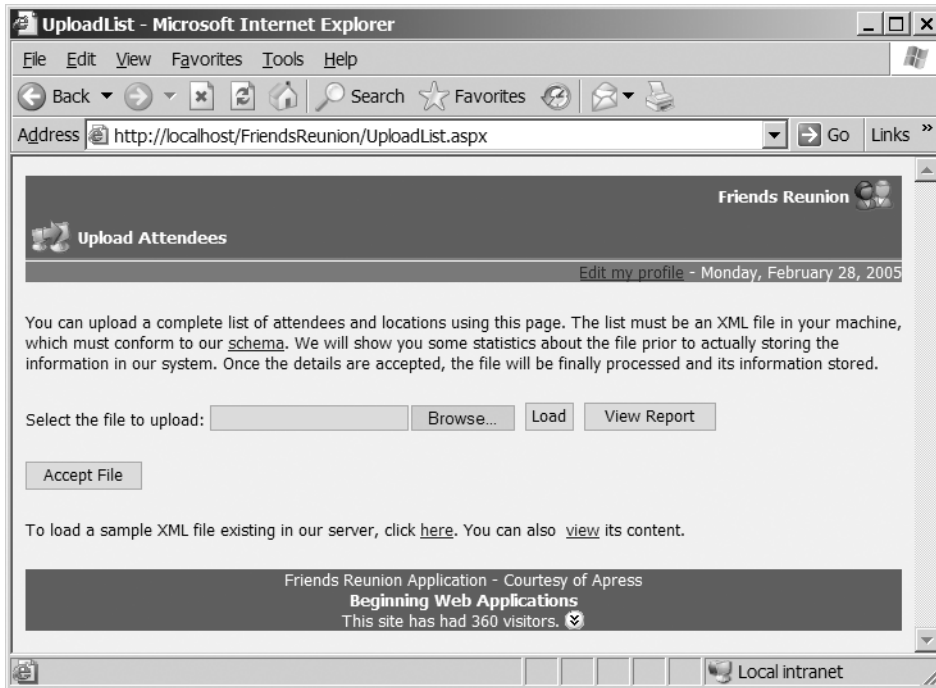 UploadList - Microsoft Internet Explorer
File Edit View Favorites Tools Help
Back Search Favorites
Address http://localhost/FriendsReunion/UploadList.aspx Go Links »
Friends Reunion
Upload Attendees
Edit my profile - Monday, February 28, 2005
You can upload a complete list of attendees and locations using this page. The list must be an XML file in your machine,
which must conform to our schema. We will show you some statistics about the file prior to actually storing the
information in our system. Once the details are accepted, the file will be finally processed and its information stored.
Select the file to upload: Browse... Load View Report
Accept File
To load a sample XML file existing in our server, click here. You can also view its content.
Friends Reunion Application - Courtesy of Apress
Beginning Web Applications
This site has had 360 visitors.
Local intranet